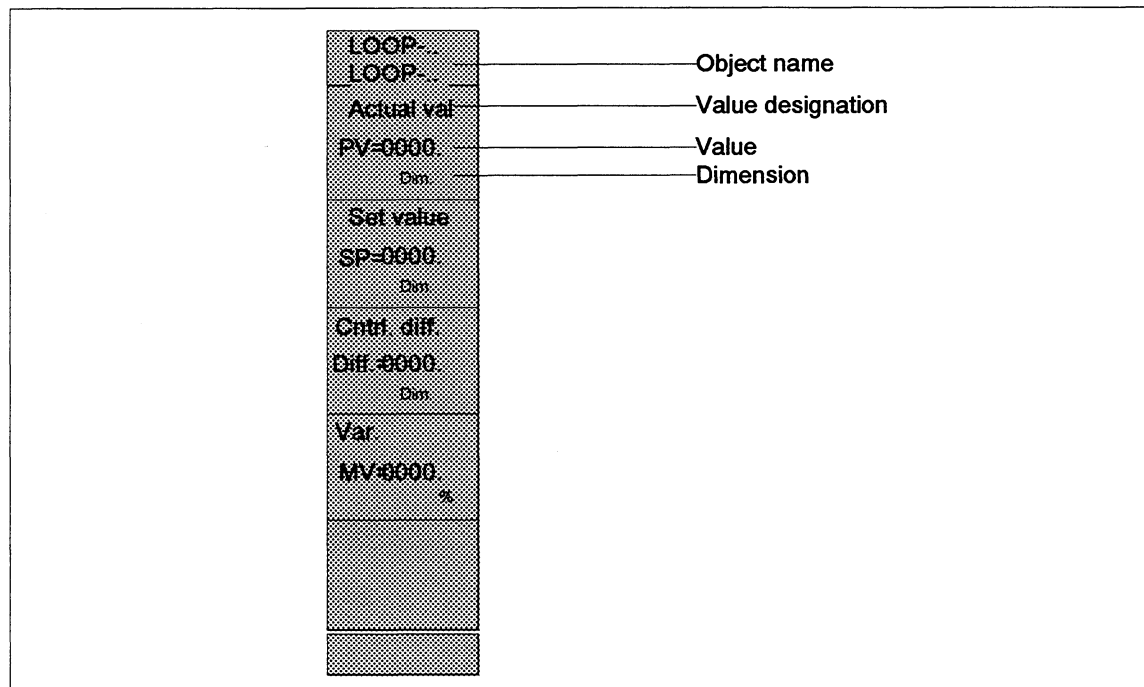 LOOP-..
LOOP-..
Object name
Actual val
Value designation
PV=0000.
Value
Dim.
Dimension
Set value
SP=0000.
Dim.
Cntrl. diff.
Diff.=0000.
Dim.
Var.
MV=0000.
%